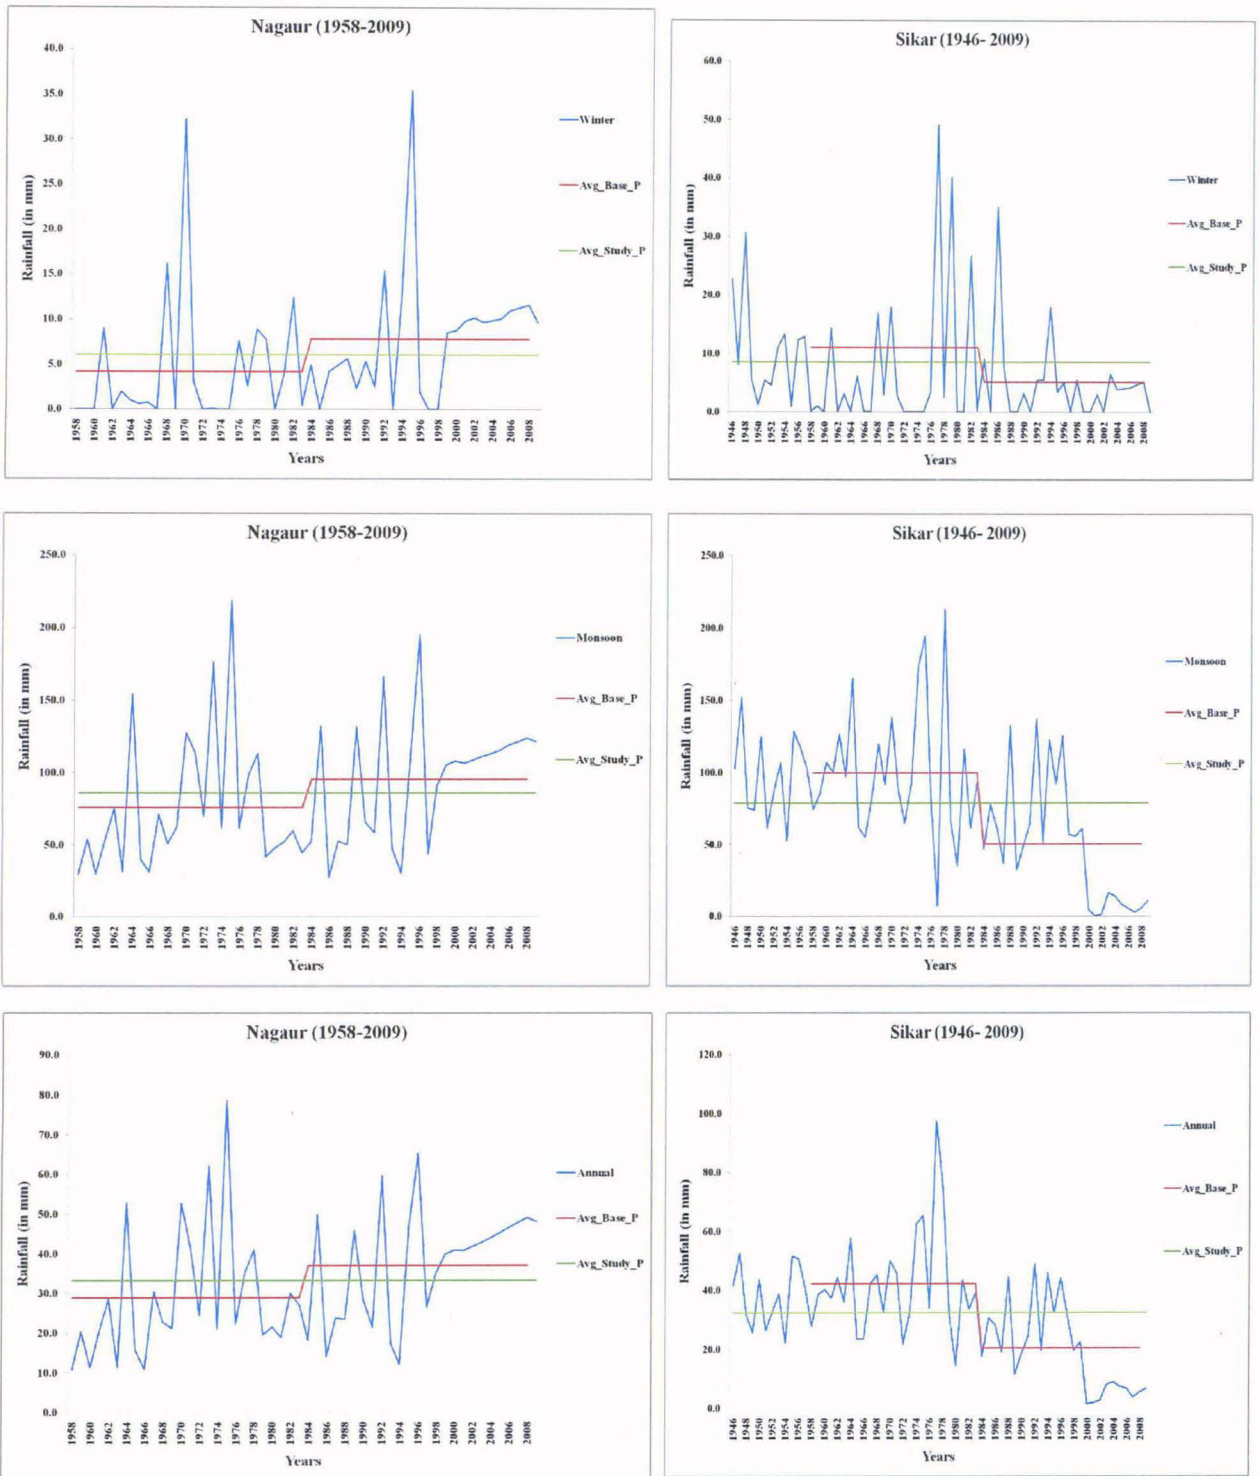 Nagaur (1958-2009)
40.0
35.0
30.0
25.0
20.0
15.0
10.0
5.0
0.0
Rainfall (in mm)
1958 1960 1962 1964 1966 1968 1970 1972 1974 1976 1978 1980 1982 1984 1986 1988 1990 1992 1994 1996 1998 2000 2002 2004 2006 2008
Years
Winter
Avg_Base_P
Avg_Study_P
Sikar (1946- 2009)
60.0
50.0
40.0
30.0
20.0
10.0
0.0
Rainfall (in mm)
1946 1948 1950 1952 1954 1956 1958 1960 1962 1964 1966 1968 1970 1972 1974 1976 1978 1980 1982 1984 1986 1988 1990 1992 1994 1996 1998 2000 2002 2004 2006 2008
Years
Winter
Avg_Base_P
Avg_Study_P
Nagaur (1958-2009)
250.0
200.0
150.0
100.0
50.0
0.0
Rainfall (in mm)
1958 1960 1962 1964 1966 1968 1970 1972 1974 1976 1978 1980 1982 1984 1986 1988 1990 1992 1994 1996 1998 2000 2002 2004 2006 2008
Years
Monsoon
Avg_Base_P
Avg_Study_P
Sikar (1946- 2009)
250.0
200.0
150.0
100.0
50.0
0.0
Rainfall (in mm)
1946 1948 1950 1952 1954 1956 1958 1960 1962 1964 1966 1968 1970 1972 1974 1976 1978 1980 1982 1984 1986 1988 1990 1992 1994 1996 1998 2000 2002 2004 2006 2008
Years
Monsoon
Avg_Base_P
Avg_Study_P
Nagaur (1958-2009)
90.0
80.0
70.0
60.0
50.0
40.0
30.0
20.0
10.0
0.0
Rainfall (in mm)
1958 1960 1962 1964 1966 1968 1970 1972 1974 1976 1978 1980 1982 1984 1986 1988 1990 1992 1994 1996 1998 2000 2002 2004 2006 2008
Years
Annual
Avg_Base_P
Avg_Study_P
Sikar (1946- 2009)
120.0
100.0
80.0
60.0
40.0
20.0
0.0
Rainfall (in mm)
1946 1948 1950 1952 1954 1956 1958 1960 1962 1964 1966 1968 1970 1972 1974 1976 1978 1980 1982 1984 1986 1988 1990 1992 1994 1996 1998 2000 2002 2004 2006 2008
Years
Annual
Avg_Base_P
Avg_Study_P